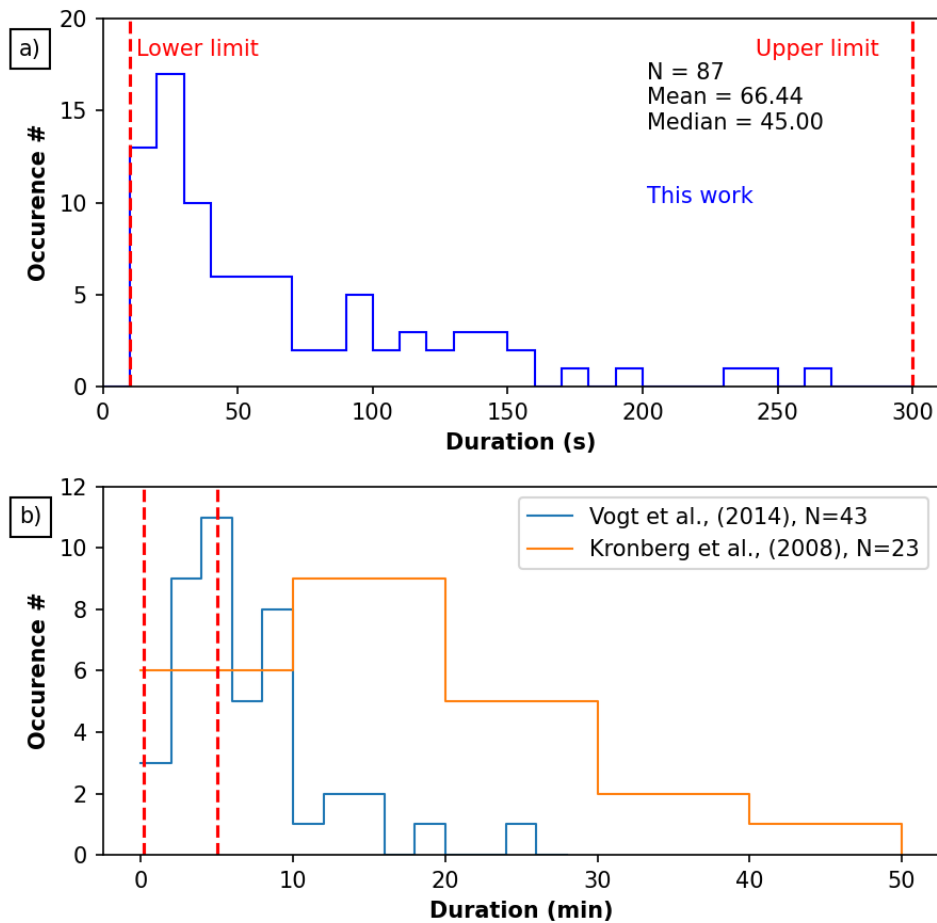 a)
20
15
10
5
0
Occurence #
Lower limit
Upper limit
N = 87
Mean = 66.44
Median = 45.00
This work
0 50 100 150 200 250 300
Duration (s)
b)
12
10
8
6
4
2
0
Occurence #
Vogt et al., (2014), N=43
Kronberg et al., (2008), N=23
0 10 20 30 40 50
Duration (min)